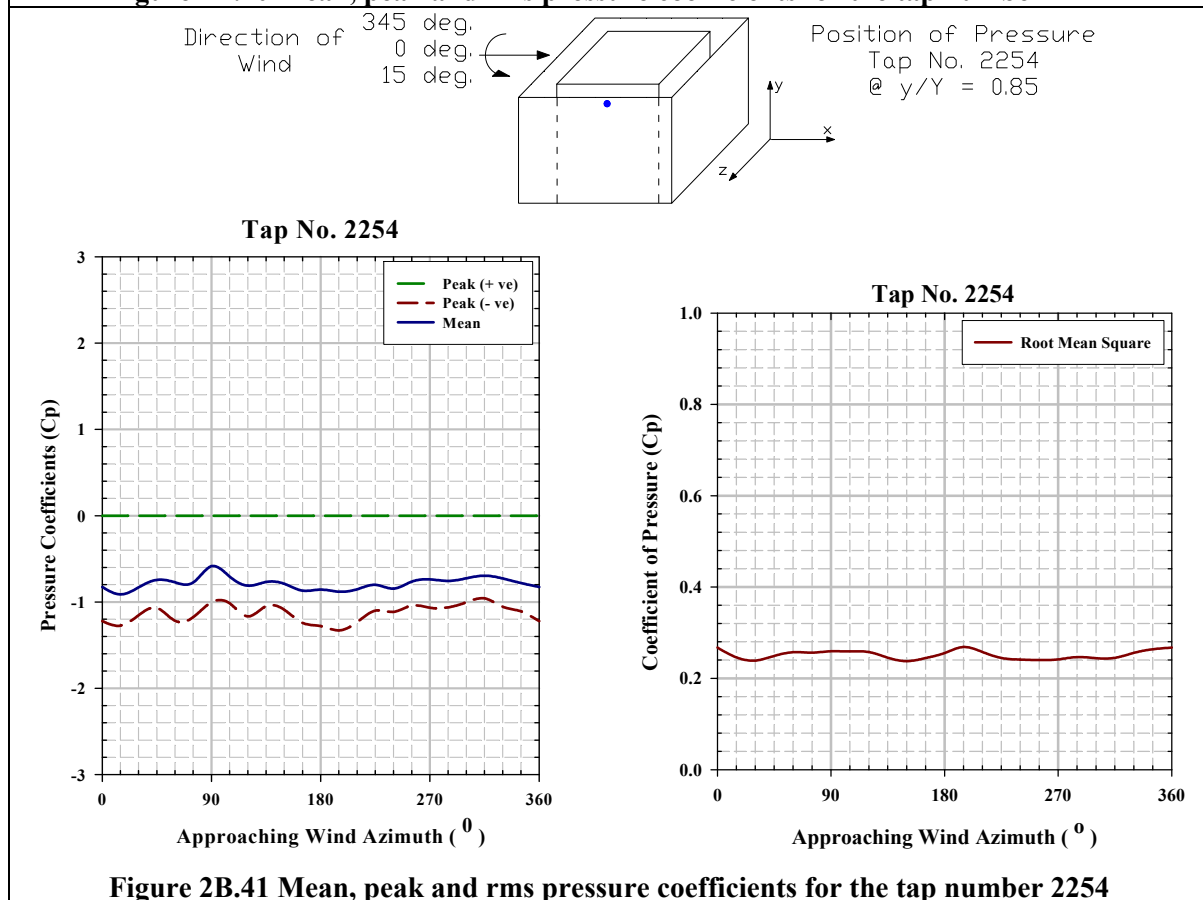 345 deg.
Direction of 0 deg.
Wind 15 deg.
Position of Pressure
Tap No. 2254
@ y/Y = 0.85
y
x
z
Tap No. 2254
Peak (+ ve)
Peak (- ve)
Mean
3
2
1
0
-1
-2
-3
Pressure Coefficients (Cp)
0 90 180 270 360
Approaching Wind Azimuth ( 0 )
Tap No. 2254
Root Mean Square
1.0
0.8
0.6
0.4
0.2
0.0
Coefficient of Pressure (Cp)
0 90 180 270 360
Approaching Wind Azimuth ( o )
Figure 2B.41 Mean, peak and rms pressure coefficients for the tap number 2254